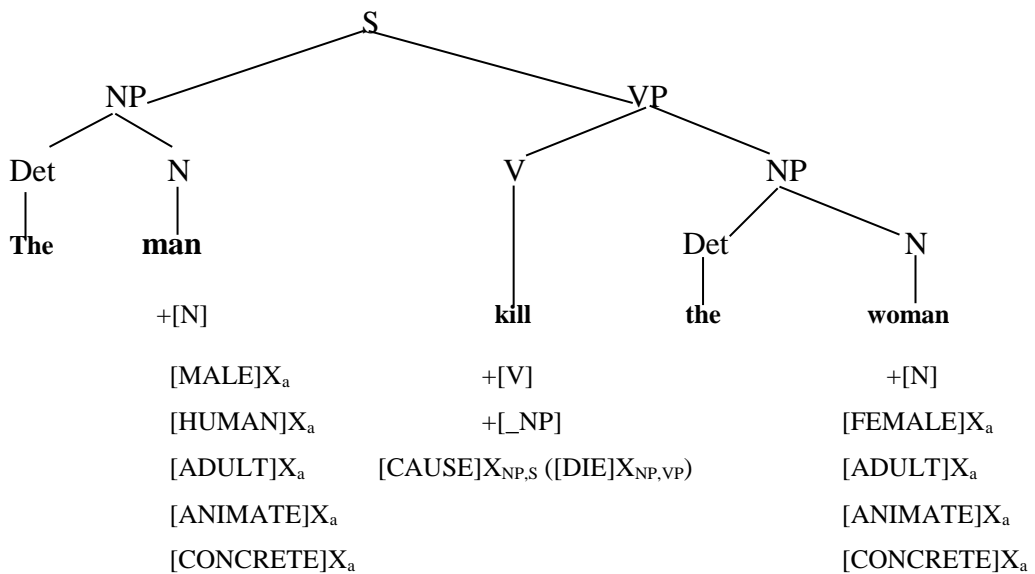 S
NP VP
Det N V NP
The man Det N
+[N] kill the woman
[MALE]Xa +[V] +[N]
[HUMAN]Xa +[_NP] [FEMALE]Xa
[ADULT]Xa [CAUSE]XNP,S ([DIE]XNP,VP) [ADULT]Xa
[ANIMATE]Xa [ANIMATE]Xa
[CONCRETE]Xa [CONCRETE]Xa